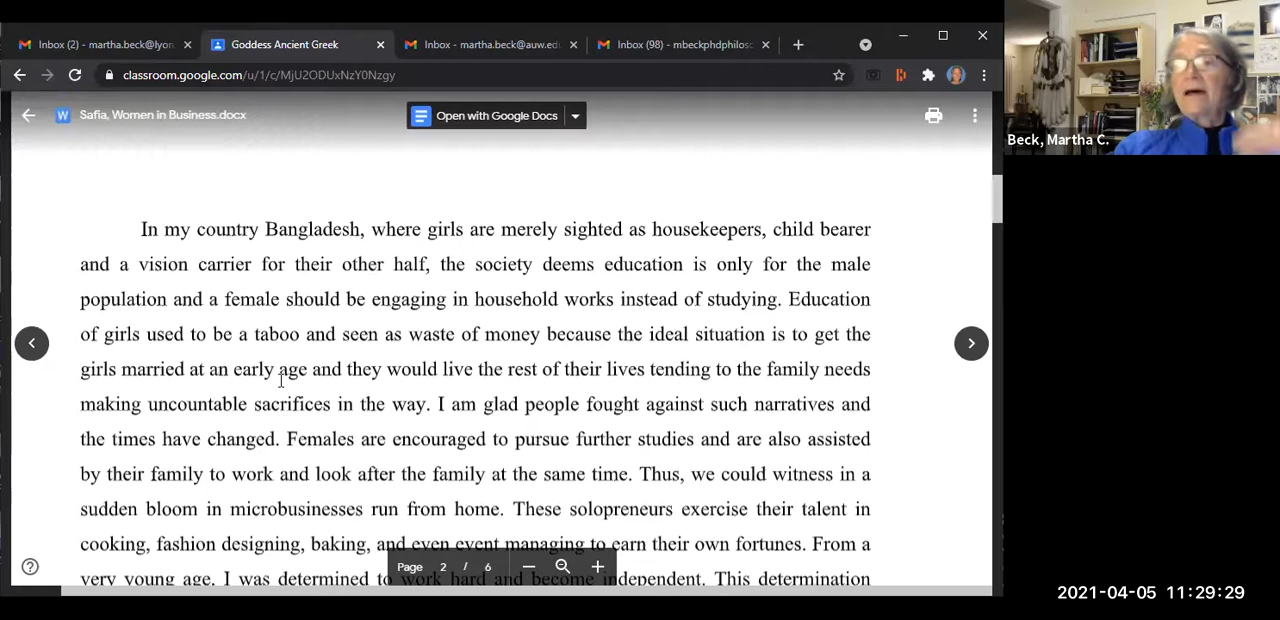 Inbox (2) - martha.beck@lyon
Goddess Ancient Greek
Inbox - martha.beck@auw.ed
Inbox (98) - mbeckphdphilos
classroom.google.com/u/1/c/MjU2ODUxNzY0Nzgy
Safia, Women in Business.docx
Open with Google Docs
Beck, Martha C.
In my country Bangladesh, where girls are merely sighted as housekeepers, child bearer
and a vision carrier for their other half, the society deems education is only for the male
population and a female should be engaging in household works instead of studying. Education
of girls used to be a taboo and seen as waste of money because the ideal situation is to get the
girls married at an early age and they would live the rest of their lives tending to the family needs
making uncountable sacrifices in the way. I am glad people fought against such narratives and
the times have changed. Females are encouraged to pursue further studies and are also assisted
by their family to work and look after the family at the same time. Thus, we could witness in a
sudden bloom in microbusinesses run from home. These solopreneurs exercise their talent in
cooking, fashion designing, baking, and even event managing to earn their own fortunes. From a
very young age, I was determined to work hard and become independent. This determination
Page 2 / 6
2021-04-05 11:29:29